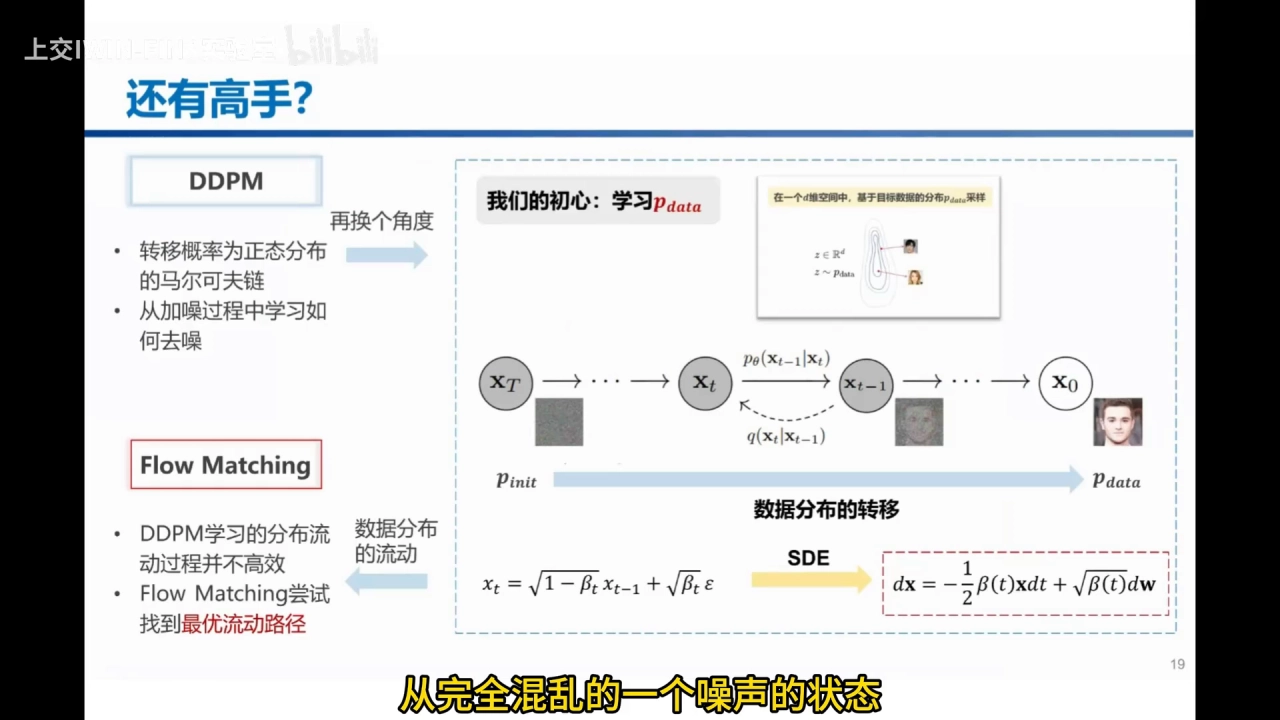 上交
bilibili
还有高手？
DDPM
• 转移概率为正态分布
的马尔可夫链
• 从加噪过程中学习如
何去噪
再换个角度
我们的初心：学习p_data
在一个d维空间中，基于目标数据的分布p_data采样
z ∈ ℝ^d
z ~ p_data
x_T → ··· → x_t
p_θ(x_{t-1}|x_t)
x_{t-1} → ··· → x_0
q(x_t|x_{t-1})
p_init
p_data
数据分布的转移
Flow Matching
• DDPM学习的分布流
动过程并不高效
• Flow Matching尝试
找到最优流动路径
数据分布
的流动
x_t = √(1 − β_t) x_{t−1} + √β_t ε
SDE
dx = −1/2 β(t)xdt + √β(t)dw
19
从完全混乱的一个噪声的状态